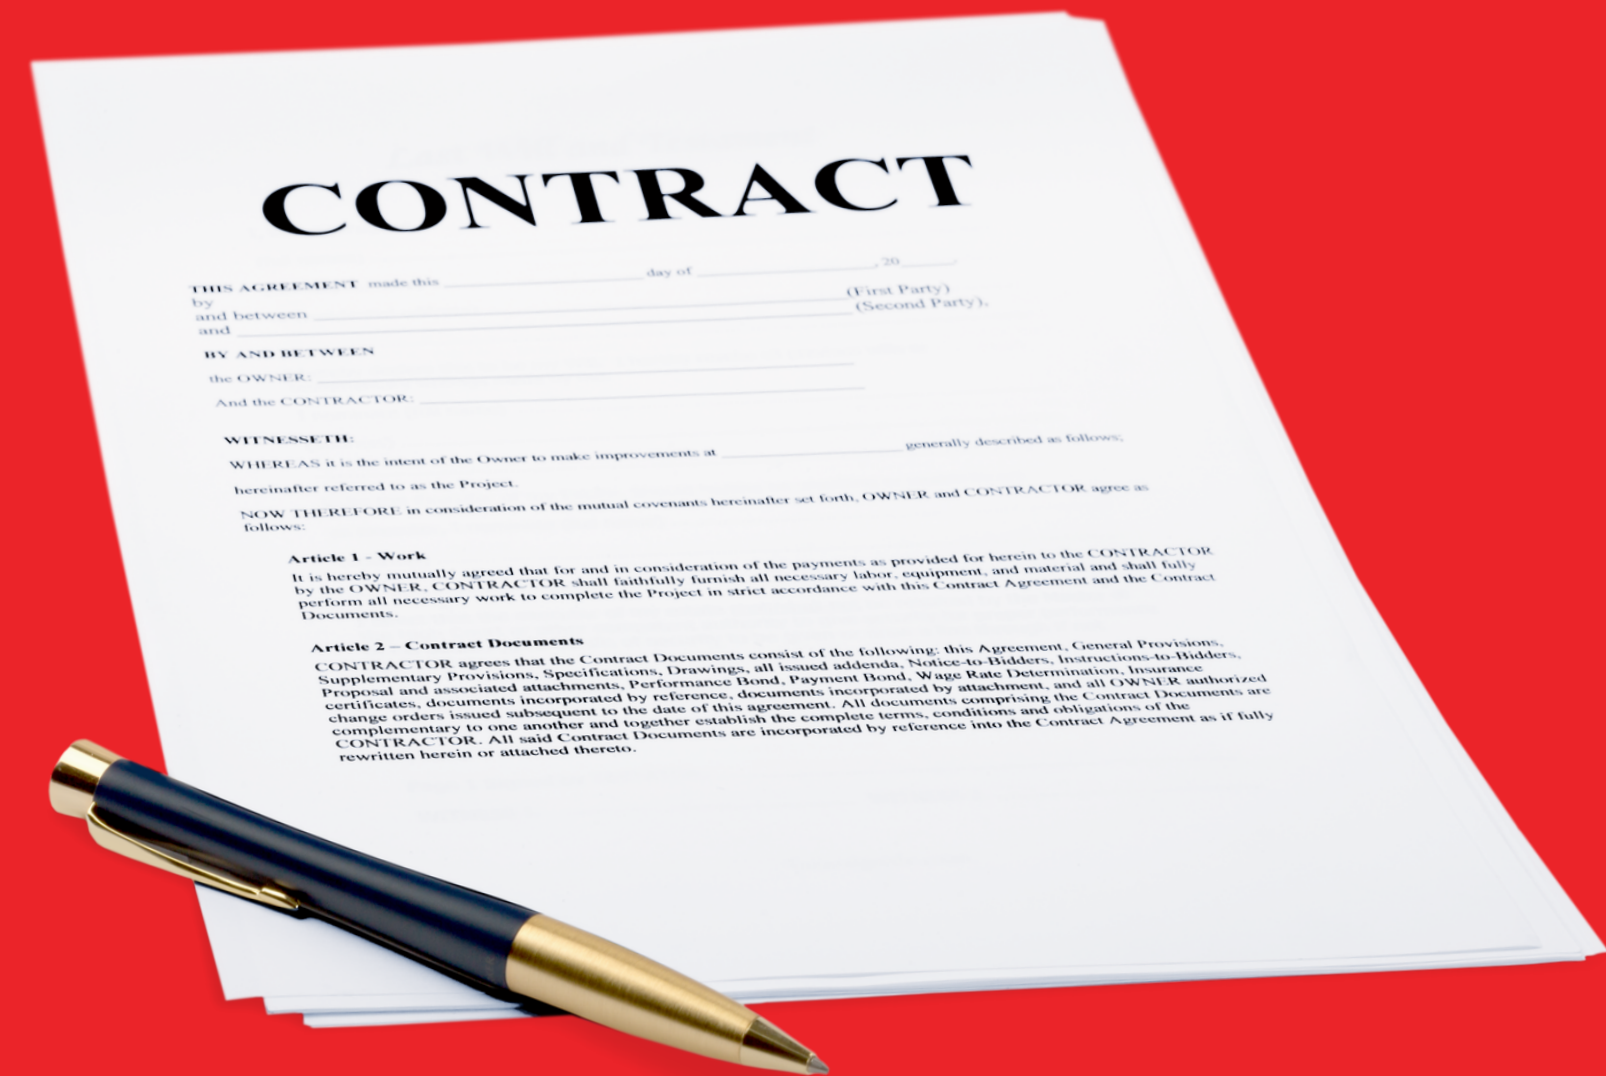 CONTRACT
THIS AGREEMENT made this ____________ day of ____________, 20_____.
by
and between ____________ (First Party)
and ____________ (Second Party),
BY AND BETWEEN
the OWNER: ____________
And the CONTRACTOR: ____________
WITNESSETH:
WHEREAS it is the intent of the Owner to make improvements at ____________ generally described as follows;
hereinafter referred to as the Project.
NOW THEREFORE in consideration of the mutual covenants hereinafter set forth, OWNER and CONTRACTOR agree as
follows:
Article 1 - Work
It is hereby mutually agreed that for and in consideration of the payments as provided for herein to the CONTRACTOR
by the OWNER, CONTRACTOR shall faithfully furnish all necessary labor, equipment, and material and shall fully
perform all necessary work to complete the Project in strict accordance with this Contract Agreement and the Contract
Documents.
Article 2 – Contract Documents
CONTRACTOR agrees that the Contract Documents consist of the following: this Agreement, General Provisions,
Supplementary Provisions, Specifications, Drawings, all issued addenda, Notice-to-Bidders, Instructions-to-Bidders,
Proposal and associated attachments, Performance Bond, Payment Bond, Wage Rate Determination, Insurance
certificates, documents incorporated by reference, documents incorporated by attachment, and all OWNER authorized
change orders issued subsequent to the date of this agreement. All documents comprising the Contract Documents are
complementary to one another and together establish the complete terms, conditions and obligations of the
CONTRACTOR. All said Contract Documents are incorporated by reference into the Contract Agreement as if fully
rewritten herein or attached thereto.